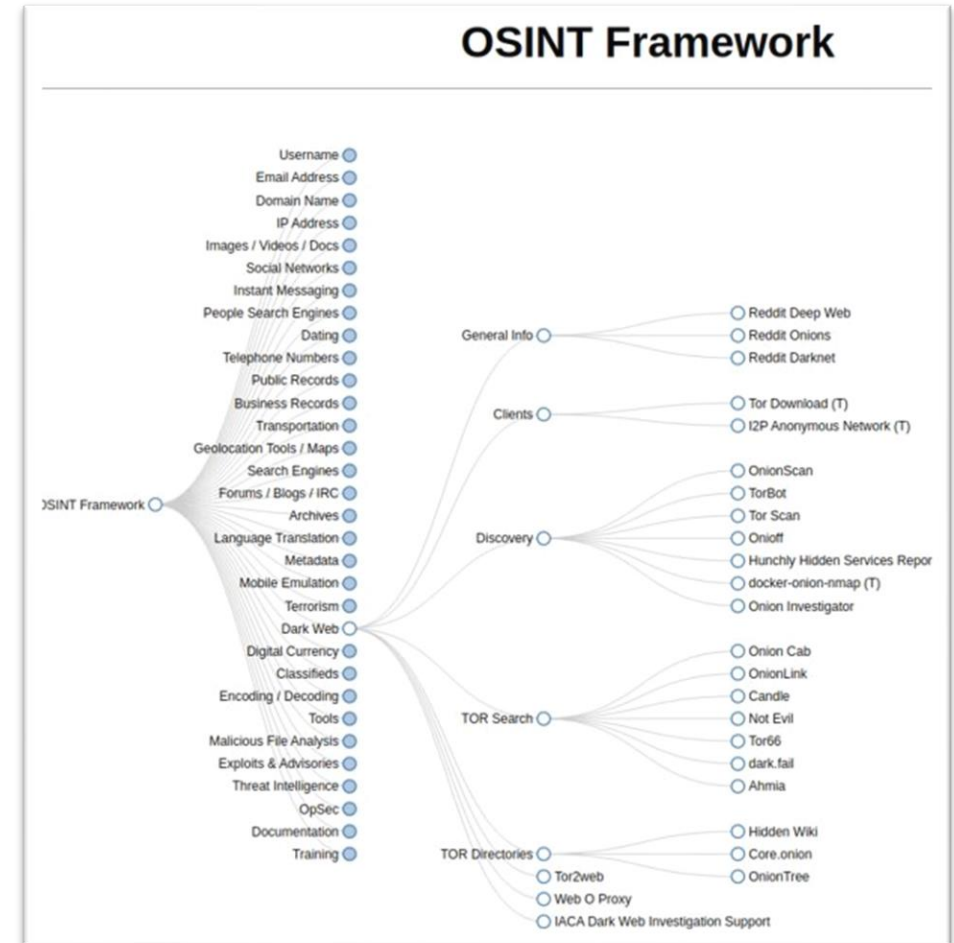 OSINT Framework
Username
Email Address
Domain Name
IP Address
Images / Videos / Docs
Social Networks
Instant Messaging
People Search Engines
Dating
Telephone Numbers
Public Records
Business Records
Transportation
Geolocation Tools / Maps
Search Engines
Forums / Blogs / IRC
OSINT Framework
Archives
Language Translation
Metadata
Mobile Emulation
Terrorism
Dark Web
Digital Currency
Classifieds
Encoding / Decoding
Tools
Malicious File Analysis
Exploits & Advisories
Threat Intelligence
OpSec
Documentation
Training
General Info
Clients
Discovery
TOR Search
TOR Directories
Tor2web
Web O Proxy
IACA Dark Web Investigation Support
Reddit Deep Web
Reddit Onions
Reddit Darknet
Tor Download (T)
I2P Anonymous Network (T)
OnionScan
TorBot
Tor Scan
Onioff
Hunchly Hidden Services Repor
docker-onion-nmap (T)
Onion Investigator
Onion Cab
OnionLink
Candle
Not Evil
Tor66
dark.fail
Ahmia
Hidden Wiki
Core.onion
OnionTree